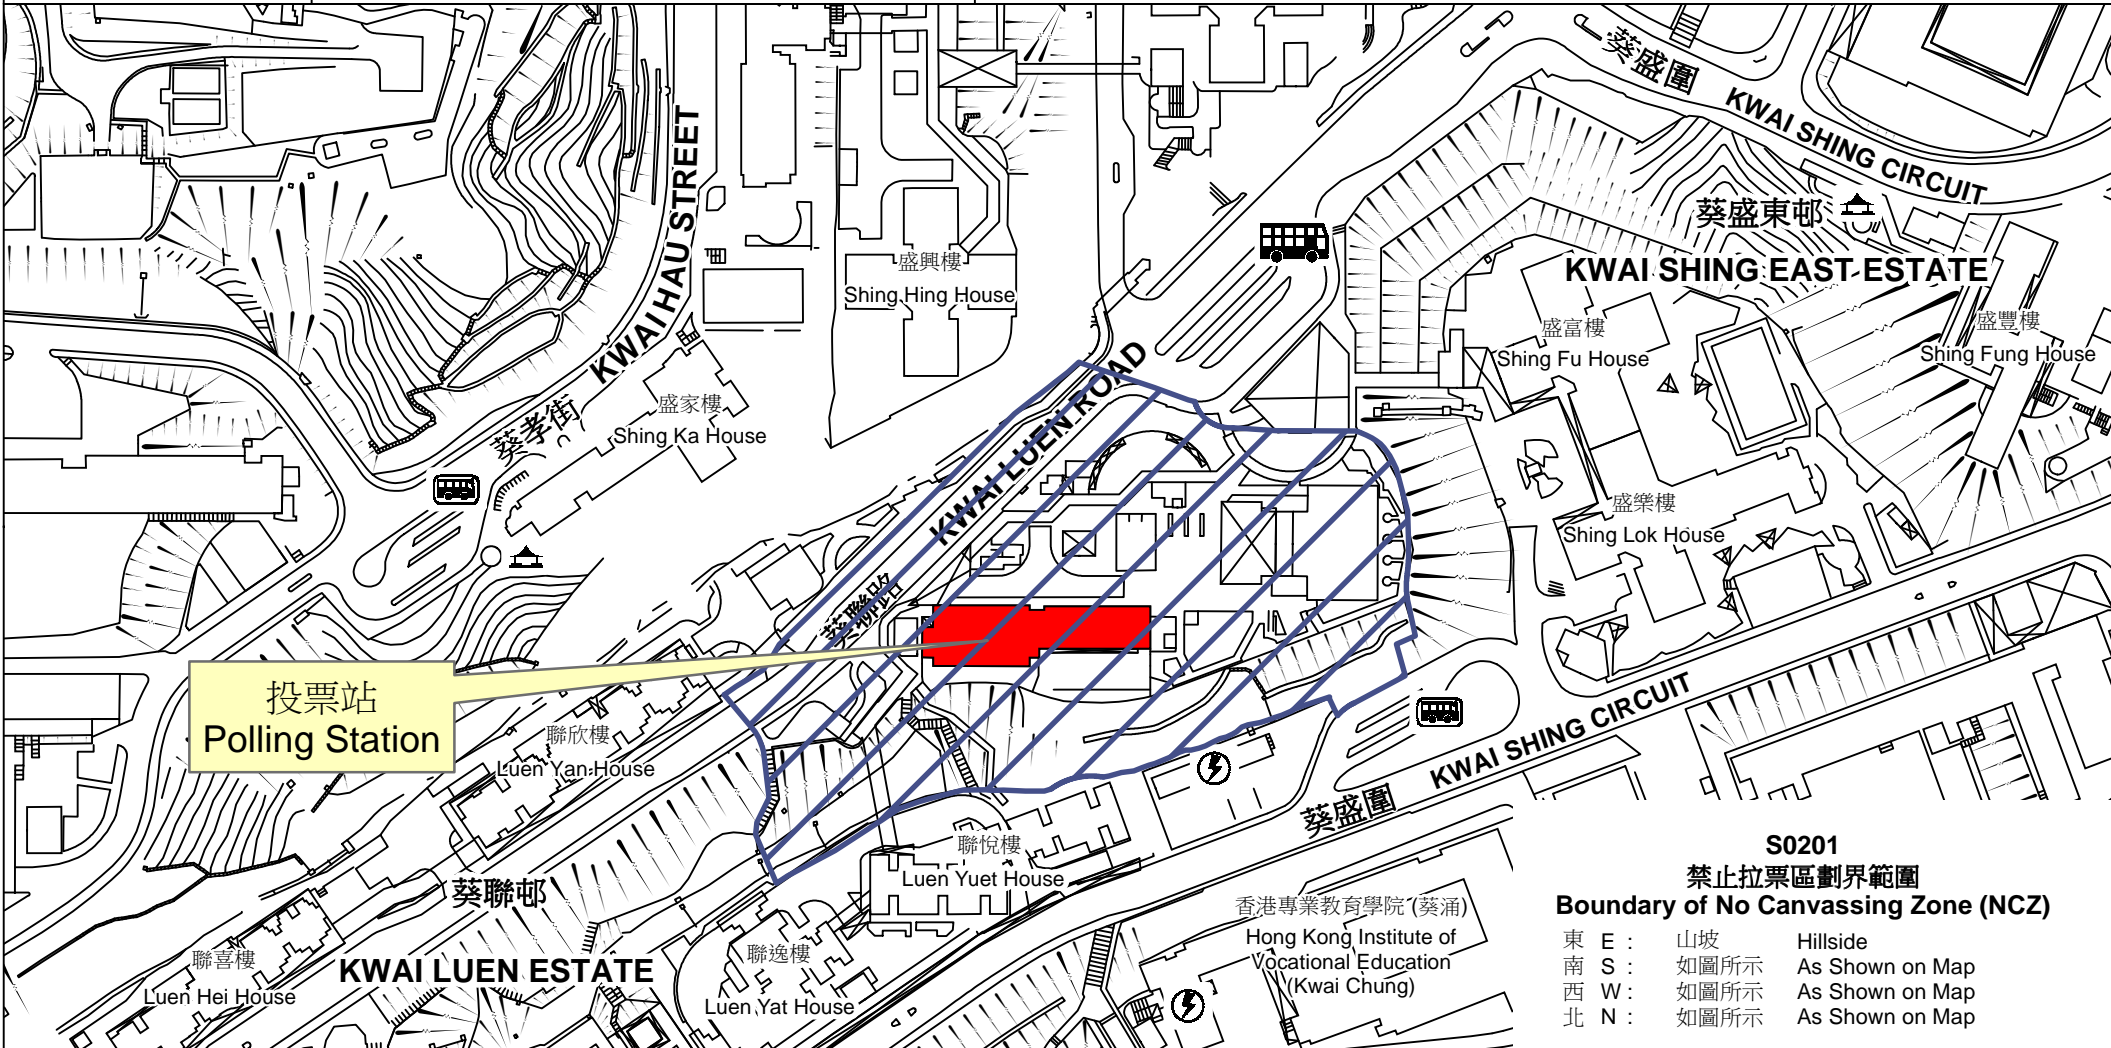 葵盛圍
KWAI SHING CIRCUIT
KWAI HAU STREET
葵孝街
葵盛東邨
KWAI SHING EAST ESTATE
盛興樓
Shing Hing House
盛富樓
Shing Fu House
盛豐樓
Shing Fung House
盛家樓
Shing Ka House
KWAI LUEN ROAD
葵聯路
盛樂樓
Shing Lok House
投票站
Polling Station
聯欣樓
Luen Yan House
KWAI SHING CIRCUIT
葵盛圍
聯悅樓
Luen Yuet House
葵聯邨
KWAI LUEN ESTATE
聯喜樓
Luen Hei House
聯逸樓
Luen Yat House
香港專業教育學院 (葵涌)
Hong Kong Institute of
Vocational Education
(Kwai Chung)
S0201
禁止拉票區劃界範圍
Boundary of No Canvassing Zone (NCZ)
東 E : 山坡 Hillside
南 S : 如圖所示 As Shown on Map
西 W : 如圖所示 As Shown on Map
北 N : 如圖所示 As Shown on Map